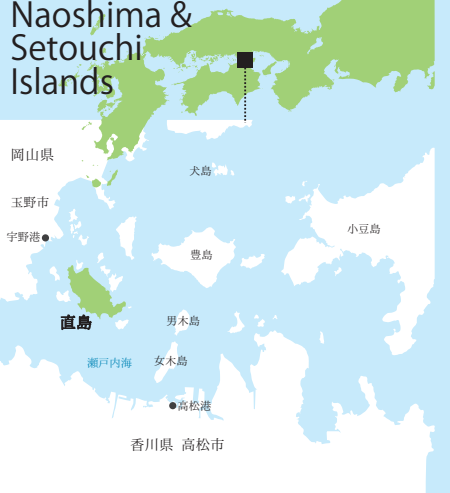 Naoshima &
Setouchi
Islands
岡山県
犬島
玉野市
小豆島
宇野港
豊島
直島
男木島
瀬戸内海
女木島
高松港
香川県 高松市